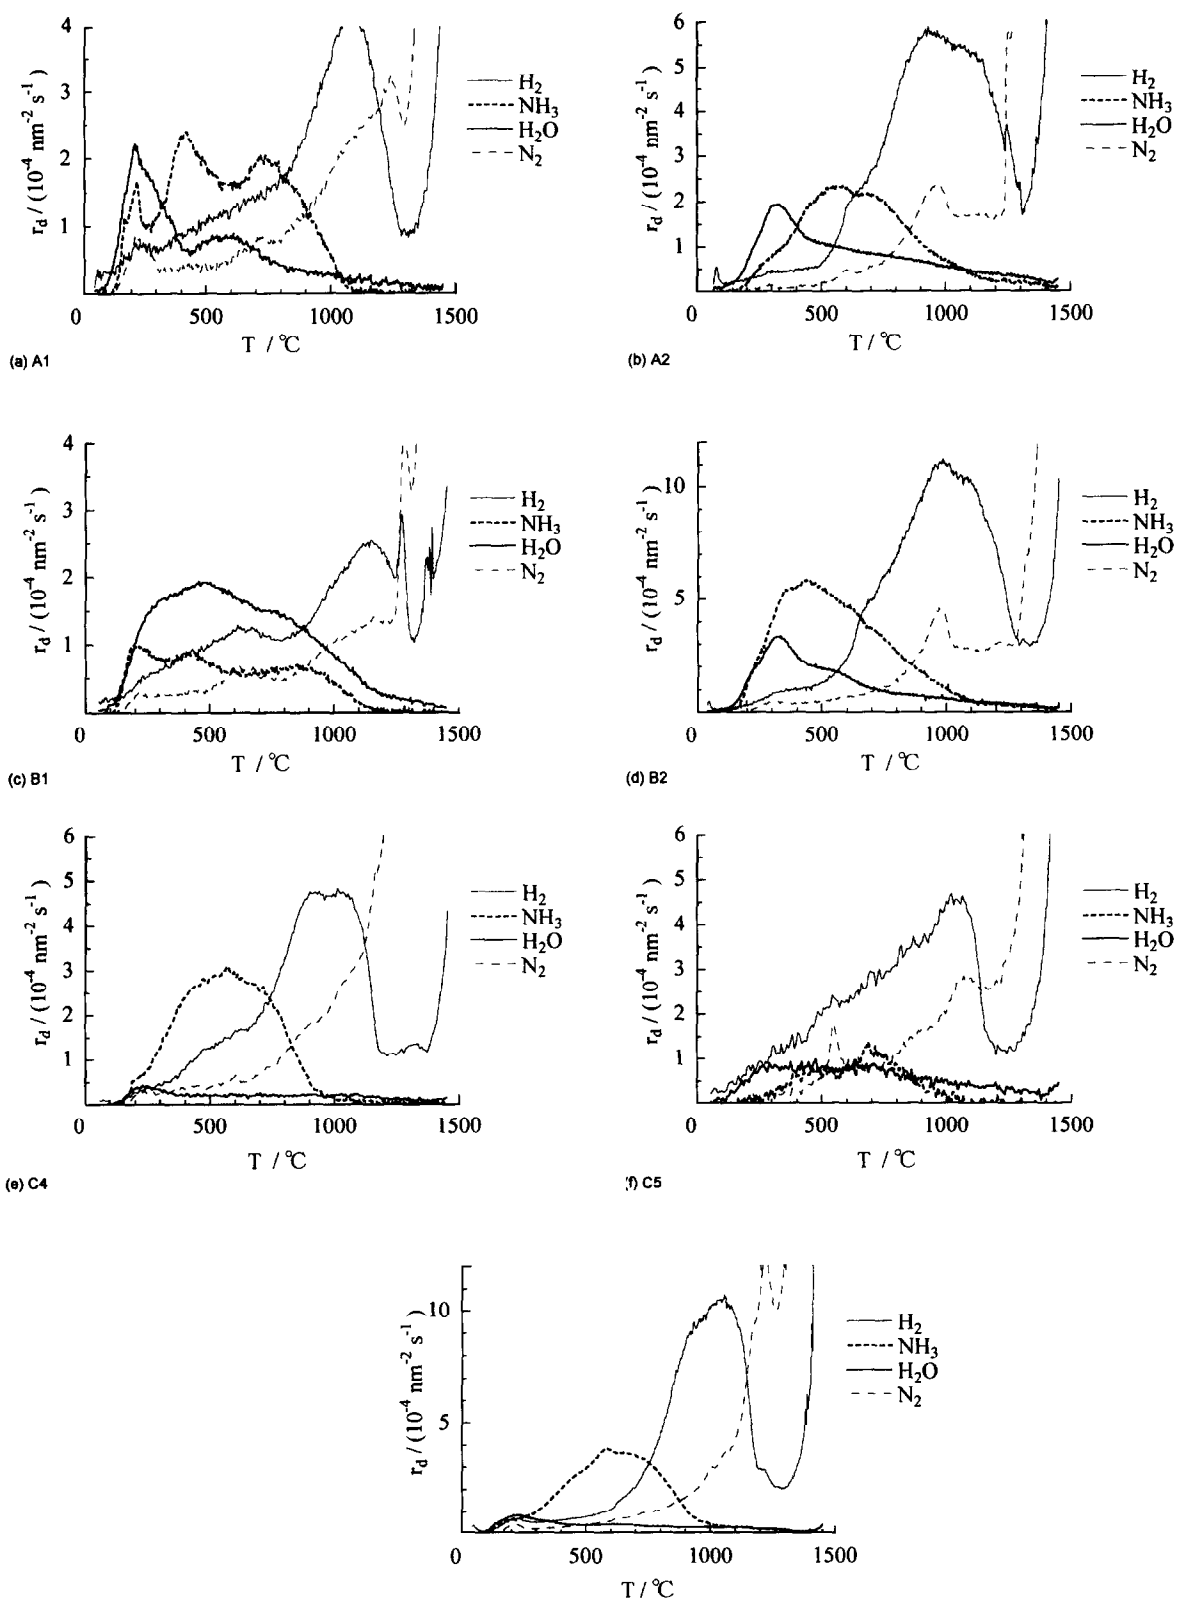 4
3
2
1
r_d / (10^-4 nm^-2 s^-1)
H₂
NH₃
H₂O
N₂
0 500 1000 1500
T / °C
(a) A1
6
5
4
3
2
1
r_d / (10^-4 nm^-2 s^-1)
H₂
NH₃
H₂O
N₂
0 500 1000 1500
T / °C
(b) A2
4
3
2
1
r_d / (10^-4 nm^-2 s^-1)
H₂
NH₃
H₂O
N₂
0 500 1000 1500
T / °C
(c) B1
10
5
r_d / (10^-4 nm^-2 s^-1)
H₂
NH₃
H₂O
N₂
0 500 1000 1500
T / °C
(d) B2
6
5
4
3
2
1
r_d / (10^-4 nm^-2 s^-1)
H₂
NH₃
H₂O
N₂
0 500 1000 1500
T / °C
(e) C4
6
5
4
3
2
1
r_d / (10^-4 nm^-2 s^-1)
H₂
NH₃
H₂O
N₂
0 500 1000 1500
T / °C
(f) C5
10
5
r_d / (10^-4 nm^-2 s^-1)
H₂
NH₃
H₂O
N₂
0 500 1000 1500
T / °C